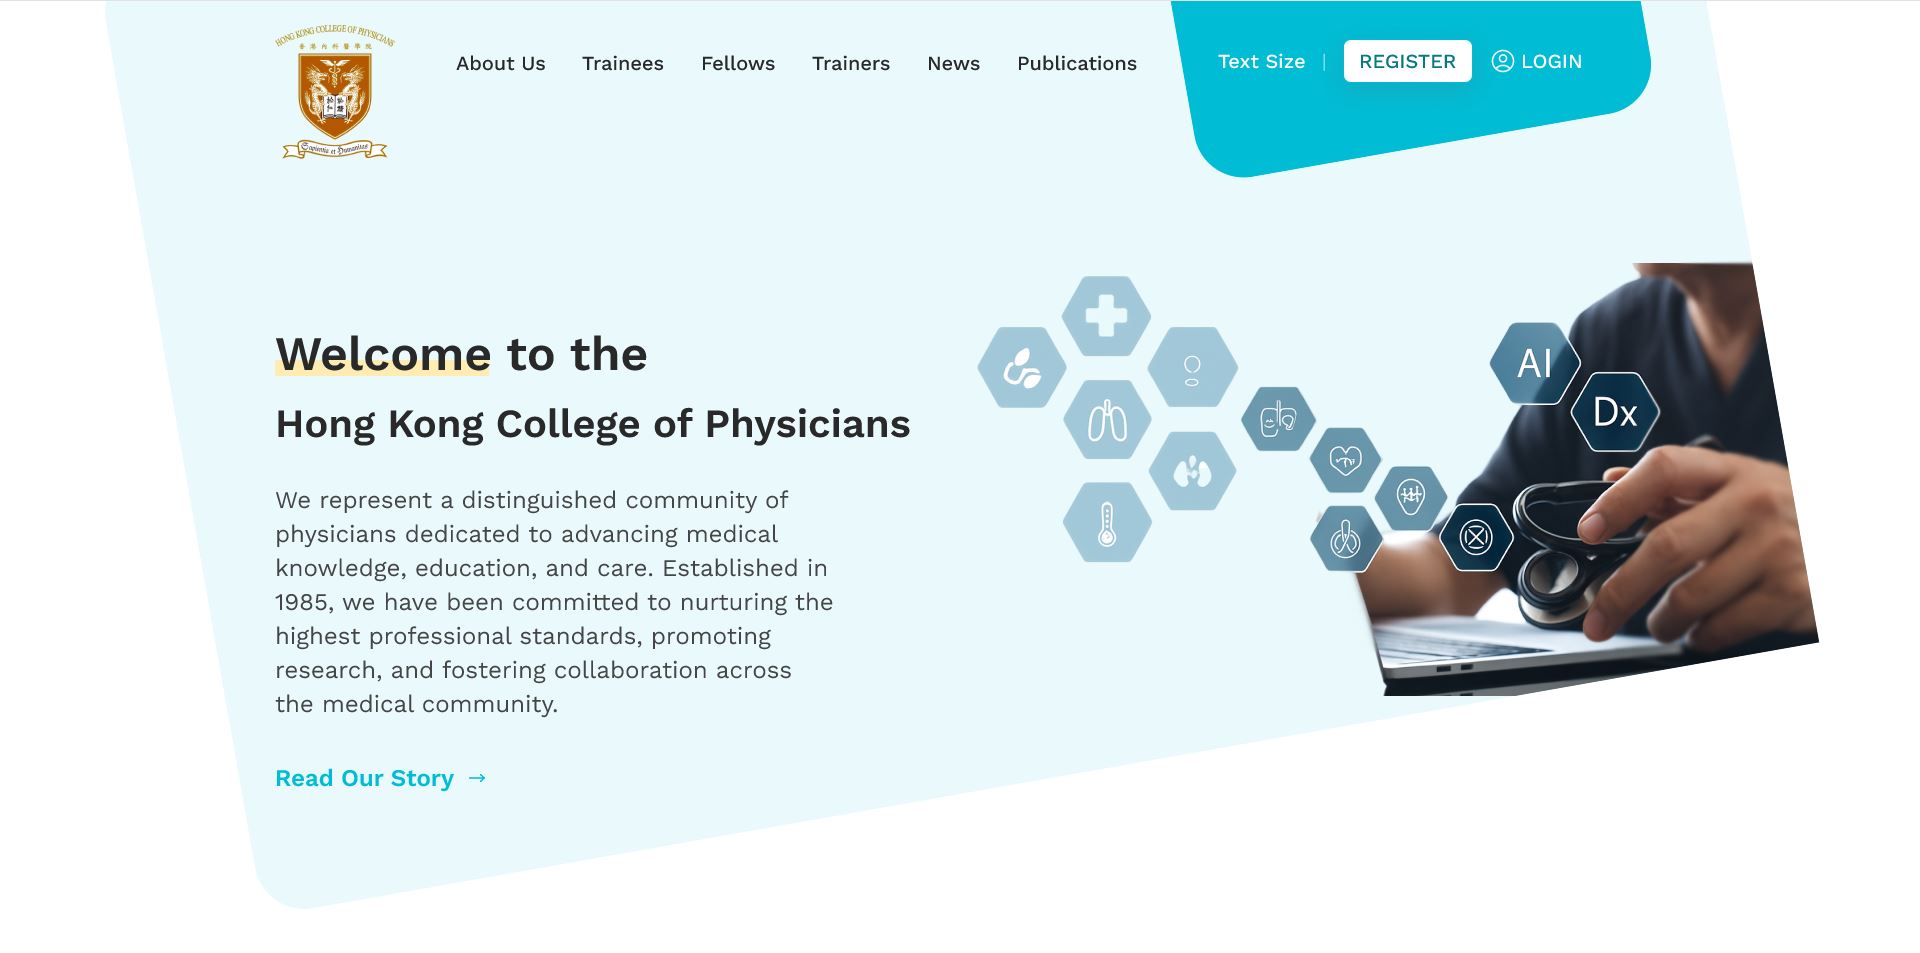 HONG KONG COLLEGE OF PHYSICIANS
香港內科醫學院
Sapientia et Humanitas
About Us
Trainees
Fellows
Trainers
News
Publications
Text Size
REGISTER
LOGIN
AI
Dx
Welcome to the
Hong Kong College of Physicians
We represent a distinguished community of
physicians dedicated to advancing medical
knowledge, education, and care. Established in
1985, we have been committed to nurturing the
highest professional standards, promoting
research, and fostering collaboration across
the medical community.
Read Our Story →